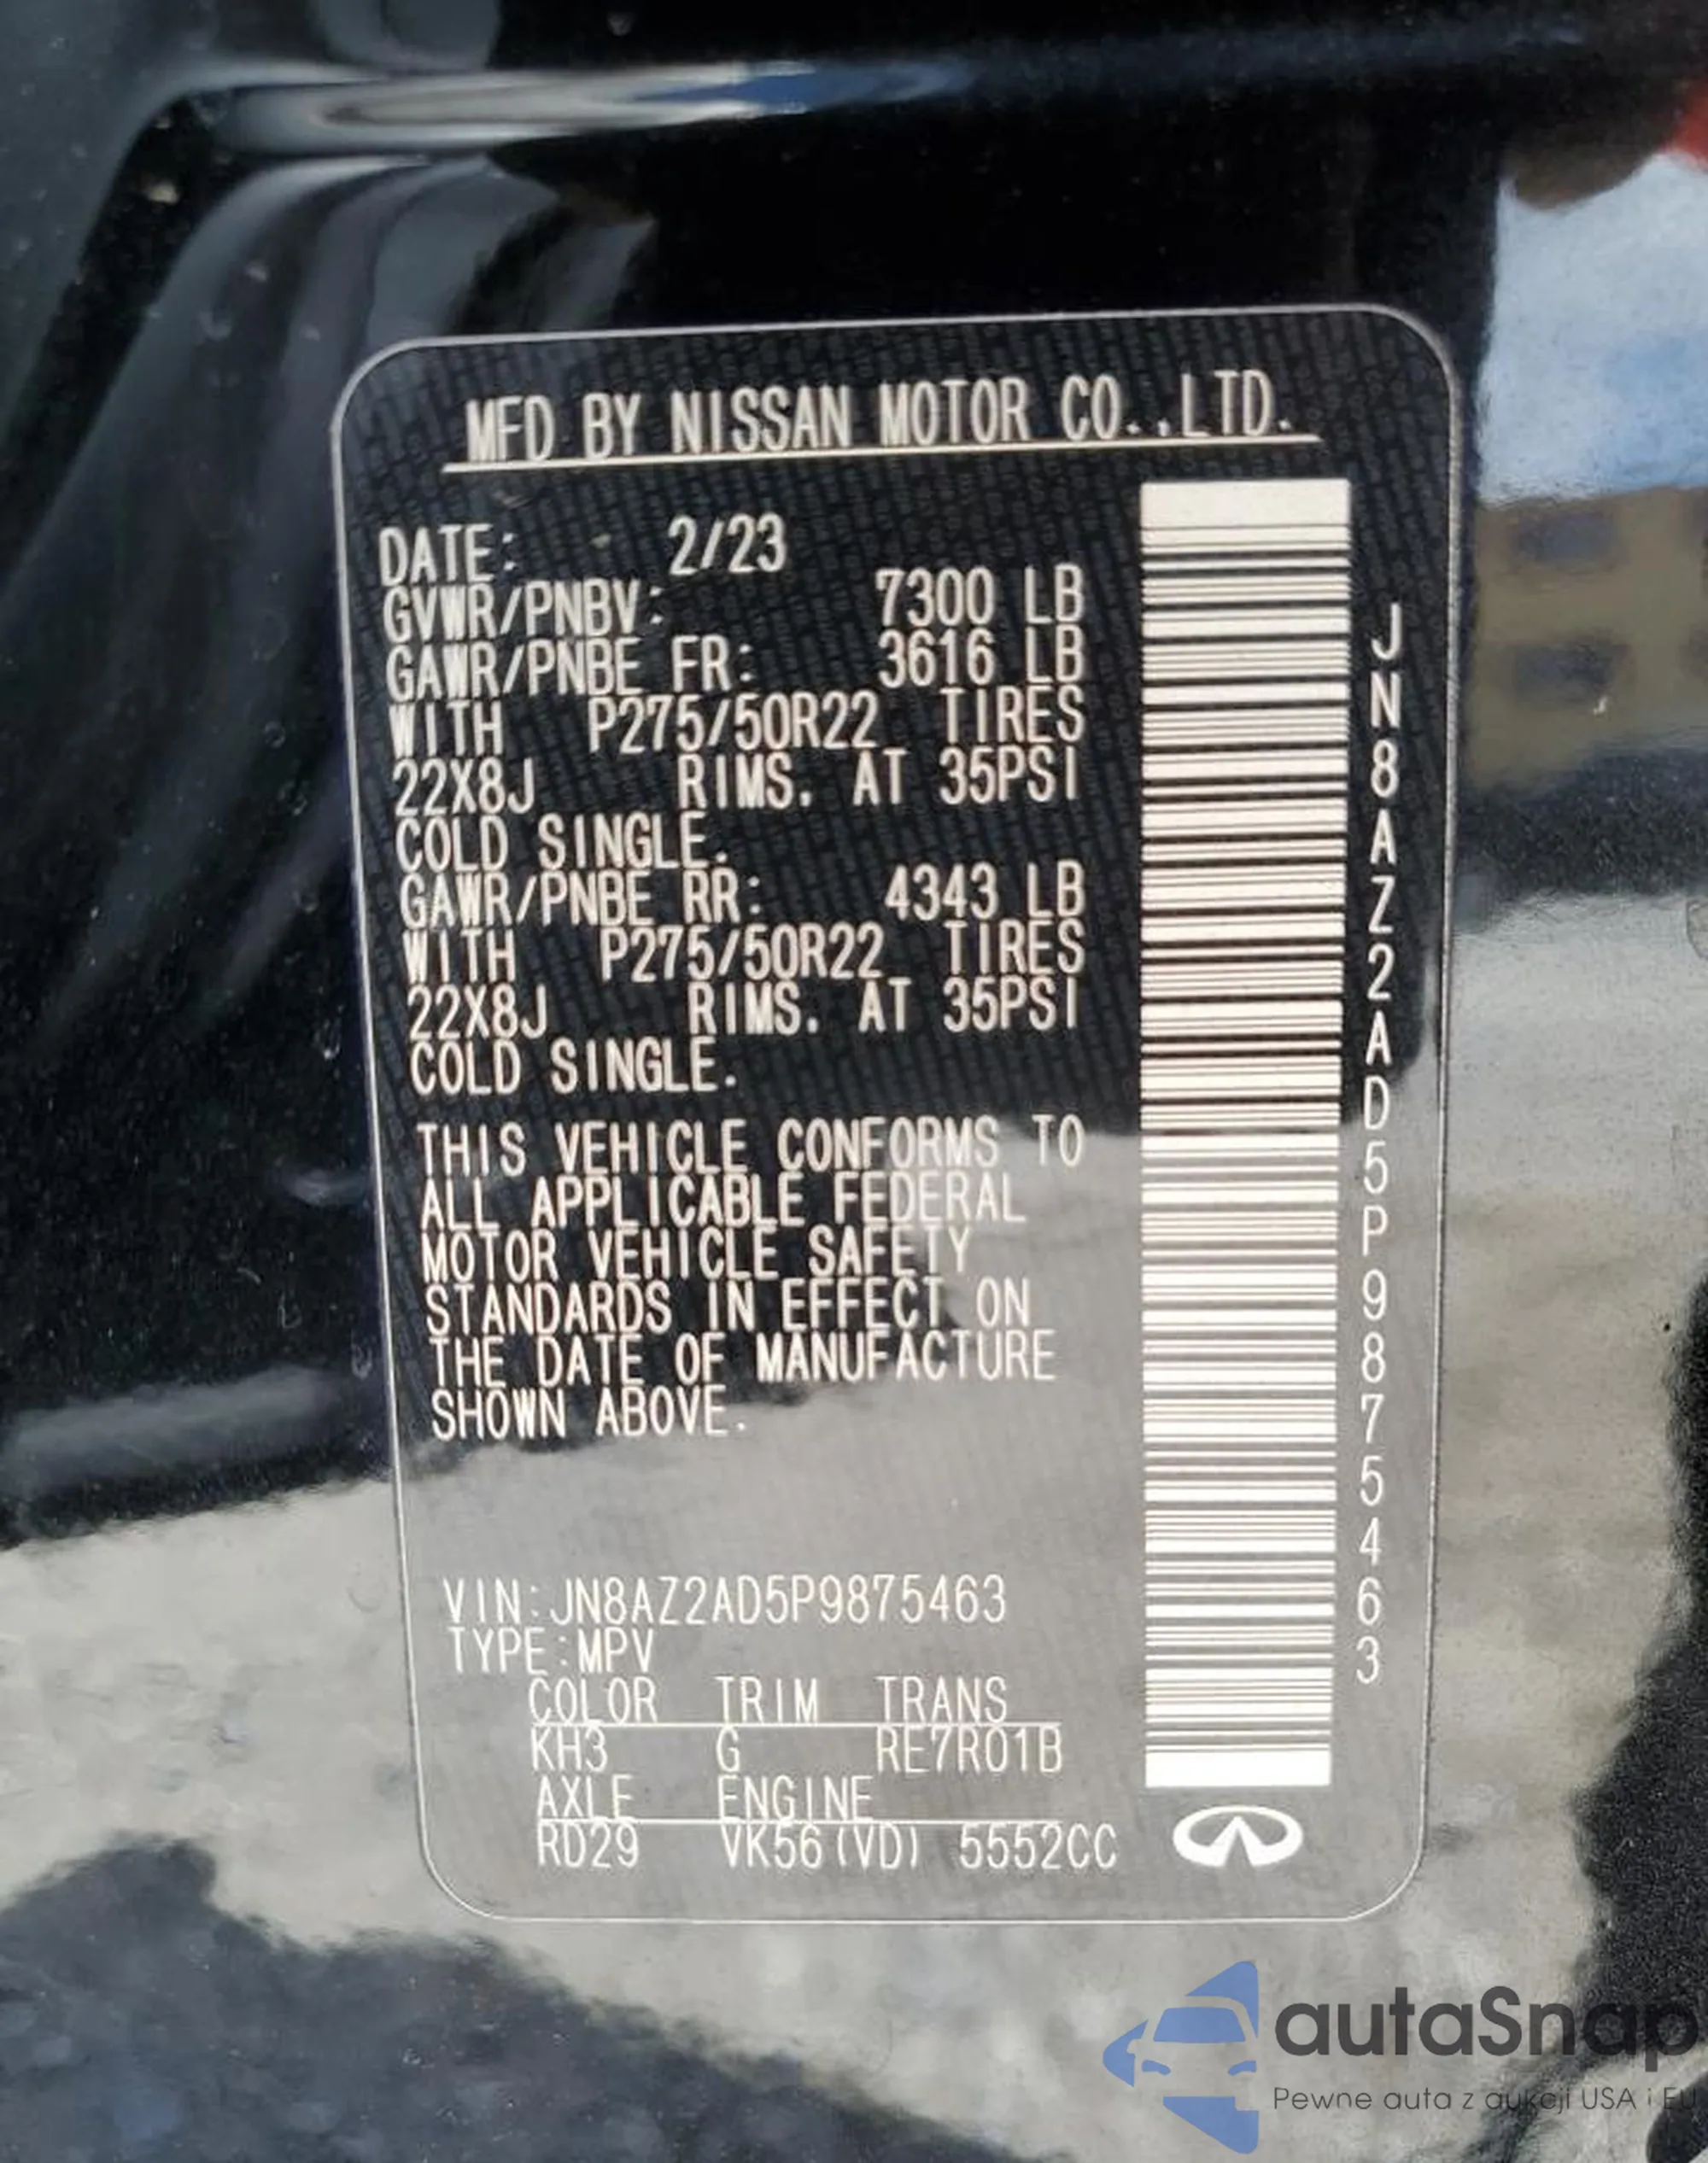 MFD BY NISSAN MOTOR CO.,LTD.
DATE: 2/23
GVWR/PNBV: 7300 LB
GAWR/PNBE FR: 3616 LB
WITH P275/50R22 TIRES
22X8J RIMS. AT 35PSI
COLD SINGLE.
GAWR/PNBE RR: 4343 LB
WITH P275/50R22 TIRES
22X8J RIMS. AT 35PSI
COLD SINGLE.
THIS VEHICLE CONFORMS TO
ALL APPLICABLE FEDERAL
MOTOR VEHICLE SAFETY
STANDARDS IN EFFECT ON
THE DATE OF MANUFACTURE
SHOWN ABOVE.
VIN:JN8AZ2AD5P9875463
TYPE:MPV
COLOR TRIM TRANS
KH3 G RE7R01B
AXLE ENGINE
RD29 VK56(VD) 5552CC
JN8AZ2AD5P9875463
autaSnap
Pewne auta z aukcji USA i EU